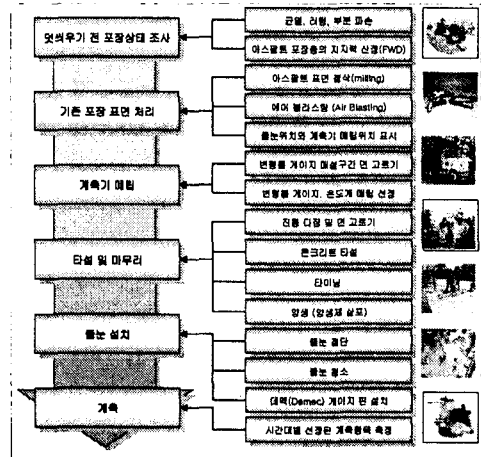 덧씌우기 전 포장상태 조사
균열, 러팅, 부분 파손
아스팔트 포장층의 지지력 산정(FWD)
기존 포장 표면 처리
아스팔트 표면 절삭(milling)
에어 블라스팅 (Air Blasting)
줄눈위치와 계측기 매립위치 표시
계측기 매립
변형률 게이지 매설구간 면 고르기
변형률 게이지, 온도계 매립 선정
타설 및 마무리
진동 다짐 및 면 고르기
콘크리트 타설
타이닝
양생 (양생제 살포)
줄눈 설치
줄눈 절단
줄눈 청소
데멕(Demec) 게이지 핀 설치
계측
시간대별 선정된 계측항목 측정